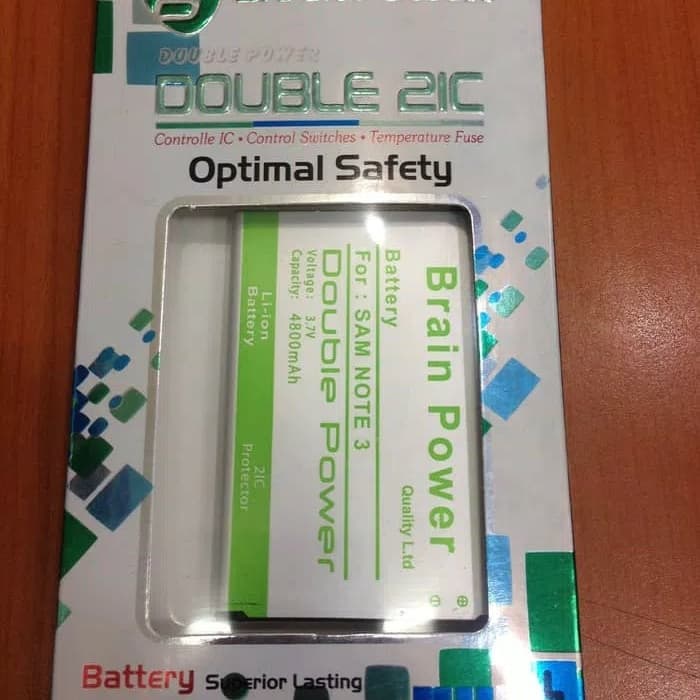 DOUBLE POWER
DOUBLE 2IC
Controlle IC • Control Switches • Temperature Fuse
Optimal Safety
Brain Power
Quality L.td
Battery
For : SAM NOTE 3
Double Power
Voltage: 3.7V
Capacity: 4800mAh
Li-ion
Battery
2IC
Protector
Battery Superior Lasting